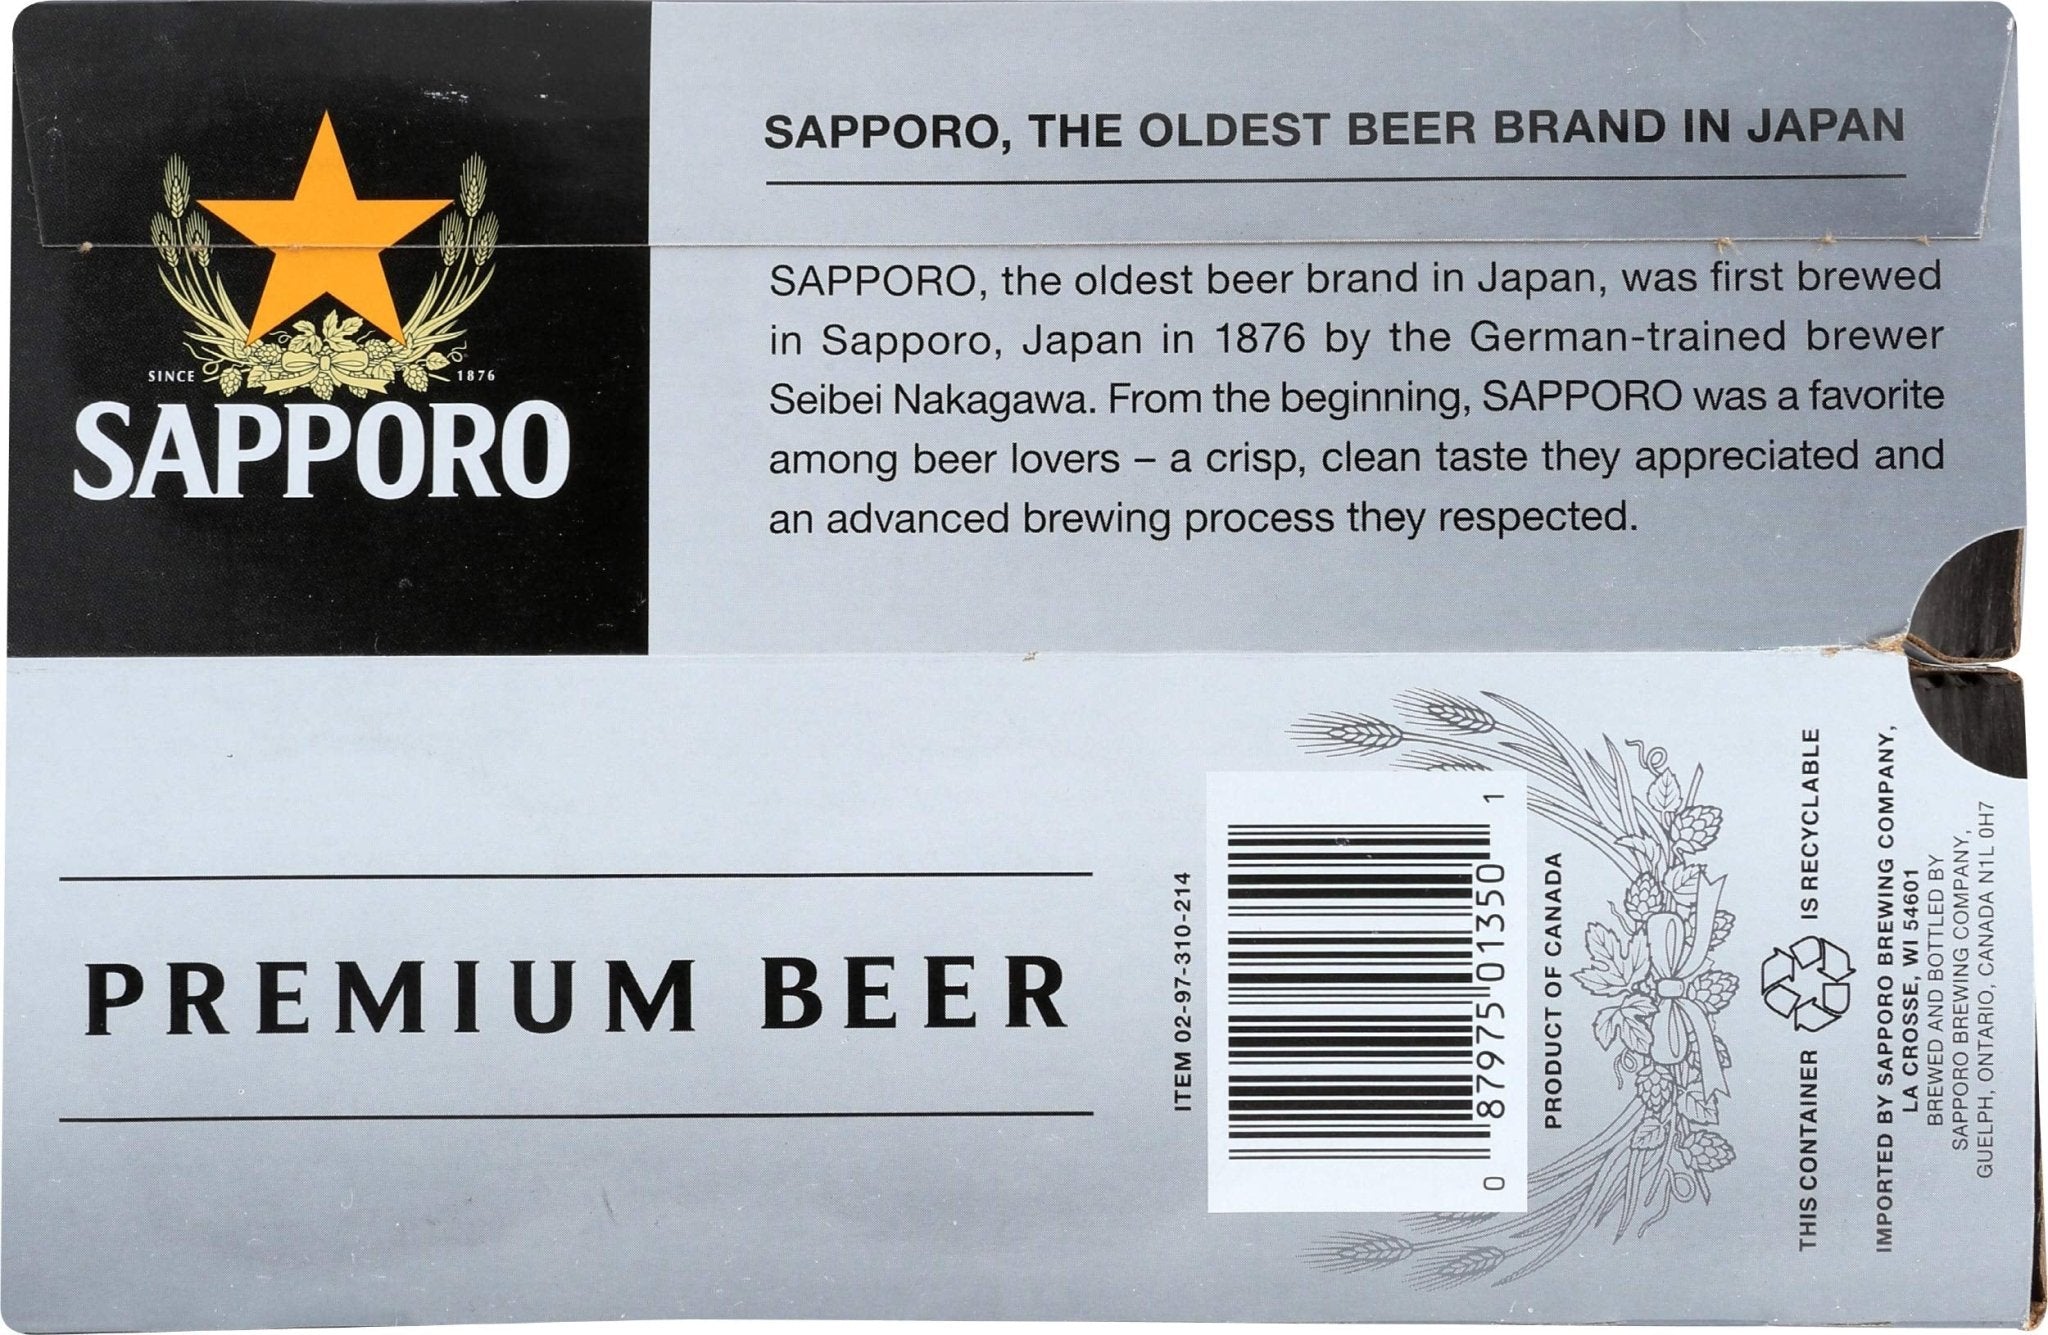 SINCE 1876
SAPPORO
SAPPORO, THE OLDEST BEER BRAND IN JAPAN
SAPPORO, the oldest beer brand in Japan, was first brewed
in Sapporo, Japan in 1876 by the German-trained brewer
Seibei Nakagawa. From the beginning, SAPPORO was a favorite
among beer lovers – a crisp, clean taste they appreciated and
an advanced brewing process they respected.
PREMIUM BEER
ITEM 02-97-310-214
0 87975 01350 1
PRODUCT OF CANADA
THIS CONTAINER IS RECYCLABLE
IMPORTED BY SAPPORO BREWING COMPANY,
LA CROSSE, WI 54601
BREWED AND BOTTLED BY
SAPPORO BREWING COMPANY,
GUELPH, ONTARIO, CANADA N1L 0H7